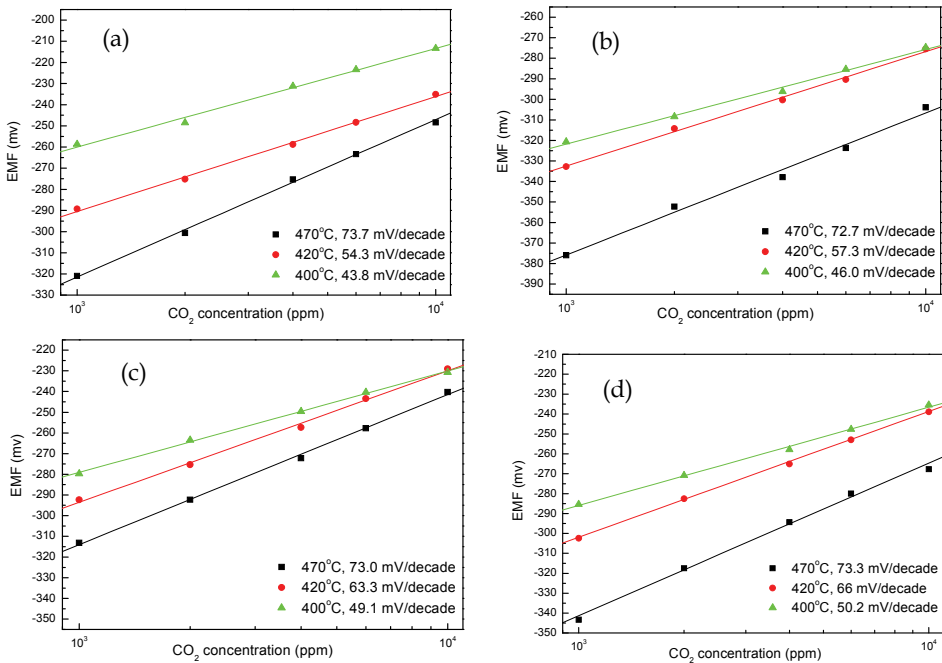 (a)
EMF (mv)
-200
-210
-220
-230
-240
-250
-260
-270
-280
-290
-300
-310
-320
-330
470°C, 73.7 mV/decade
420°C, 54.3 mV/decade
400°C, 43.8 mV/decade
10³ 10⁴
CO₂ concentration (ppm)
(b)
EMF (mv)
-260
-270
-280
-290
-300
-310
-320
-330
-340
-350
-360
-370
-380
-390
470°C, 72.7 mV/decade
420°C, 57.3 mV/decade
400°C, 46.0 mV/decade
10³ 10⁴
CO₂ concentration (ppm)
(c)
EMF (mv)
-220
-230
-240
-250
-260
-270
-280
-290
-300
-310
-320
-330
-340
-350
470°C, 73.0 mV/decade
420°C, 63.3 mV/decade
400°C, 49.1 mV/decade
10³ 10⁴
CO₂ concentration (ppm)
(d)
EMF (mv)
-210
-220
-230
-240
-250
-260
-270
-280
-290
-300
-310
-320
-330
-340
-350
470°C, 73.3 mV/decade
420°C, 66 mV/decade
400°C, 50.2 mV/decade
10³ 10⁴
CO₂ concentration (ppm)